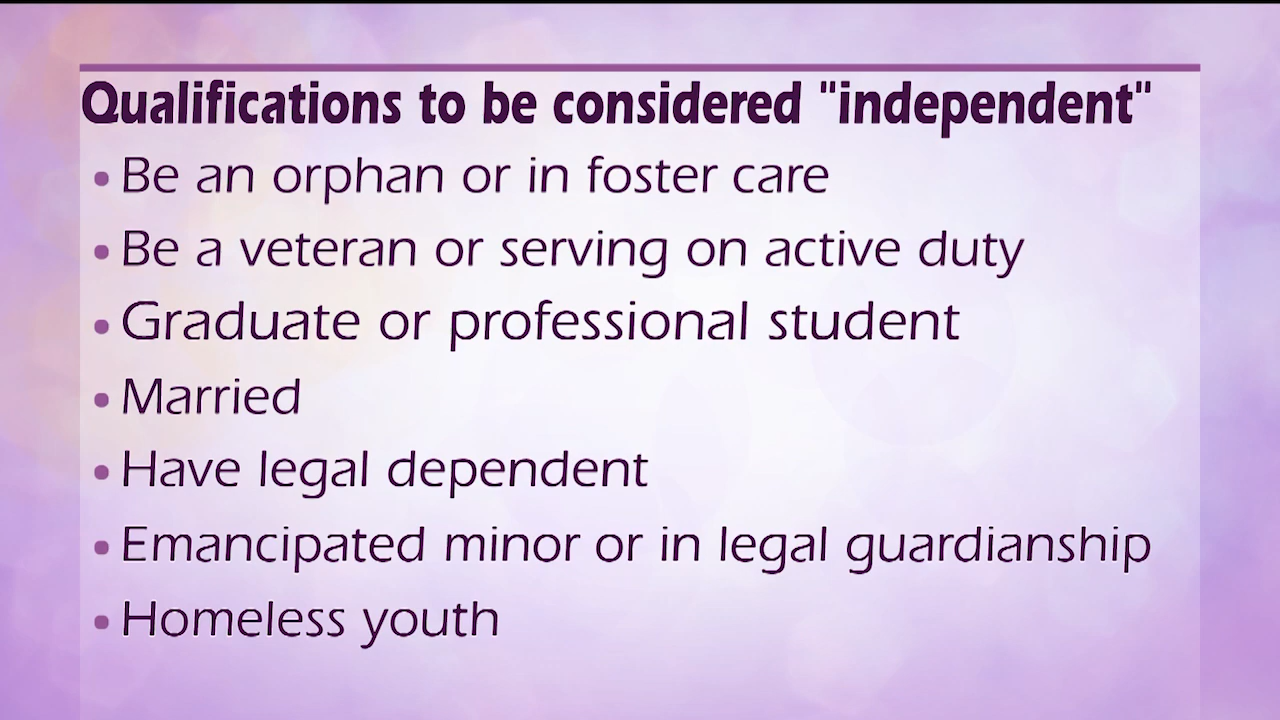 Qualifications to be considered "independent"
• Be an orphan or in foster care
• Be a veteran or serving on active duty
• Graduate or professional student
• Married
• Have legal dependent
• Emancipated minor or in legal guardianship
• Homeless youth